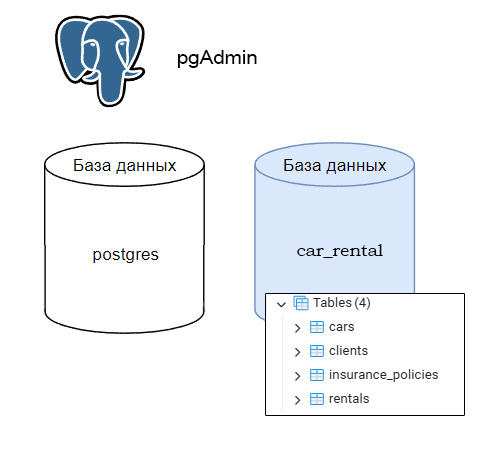 pgAdmin
База данных
База данных
postgres
car_rental
Tables (4)
cars
clients
insurance_policies
rentals